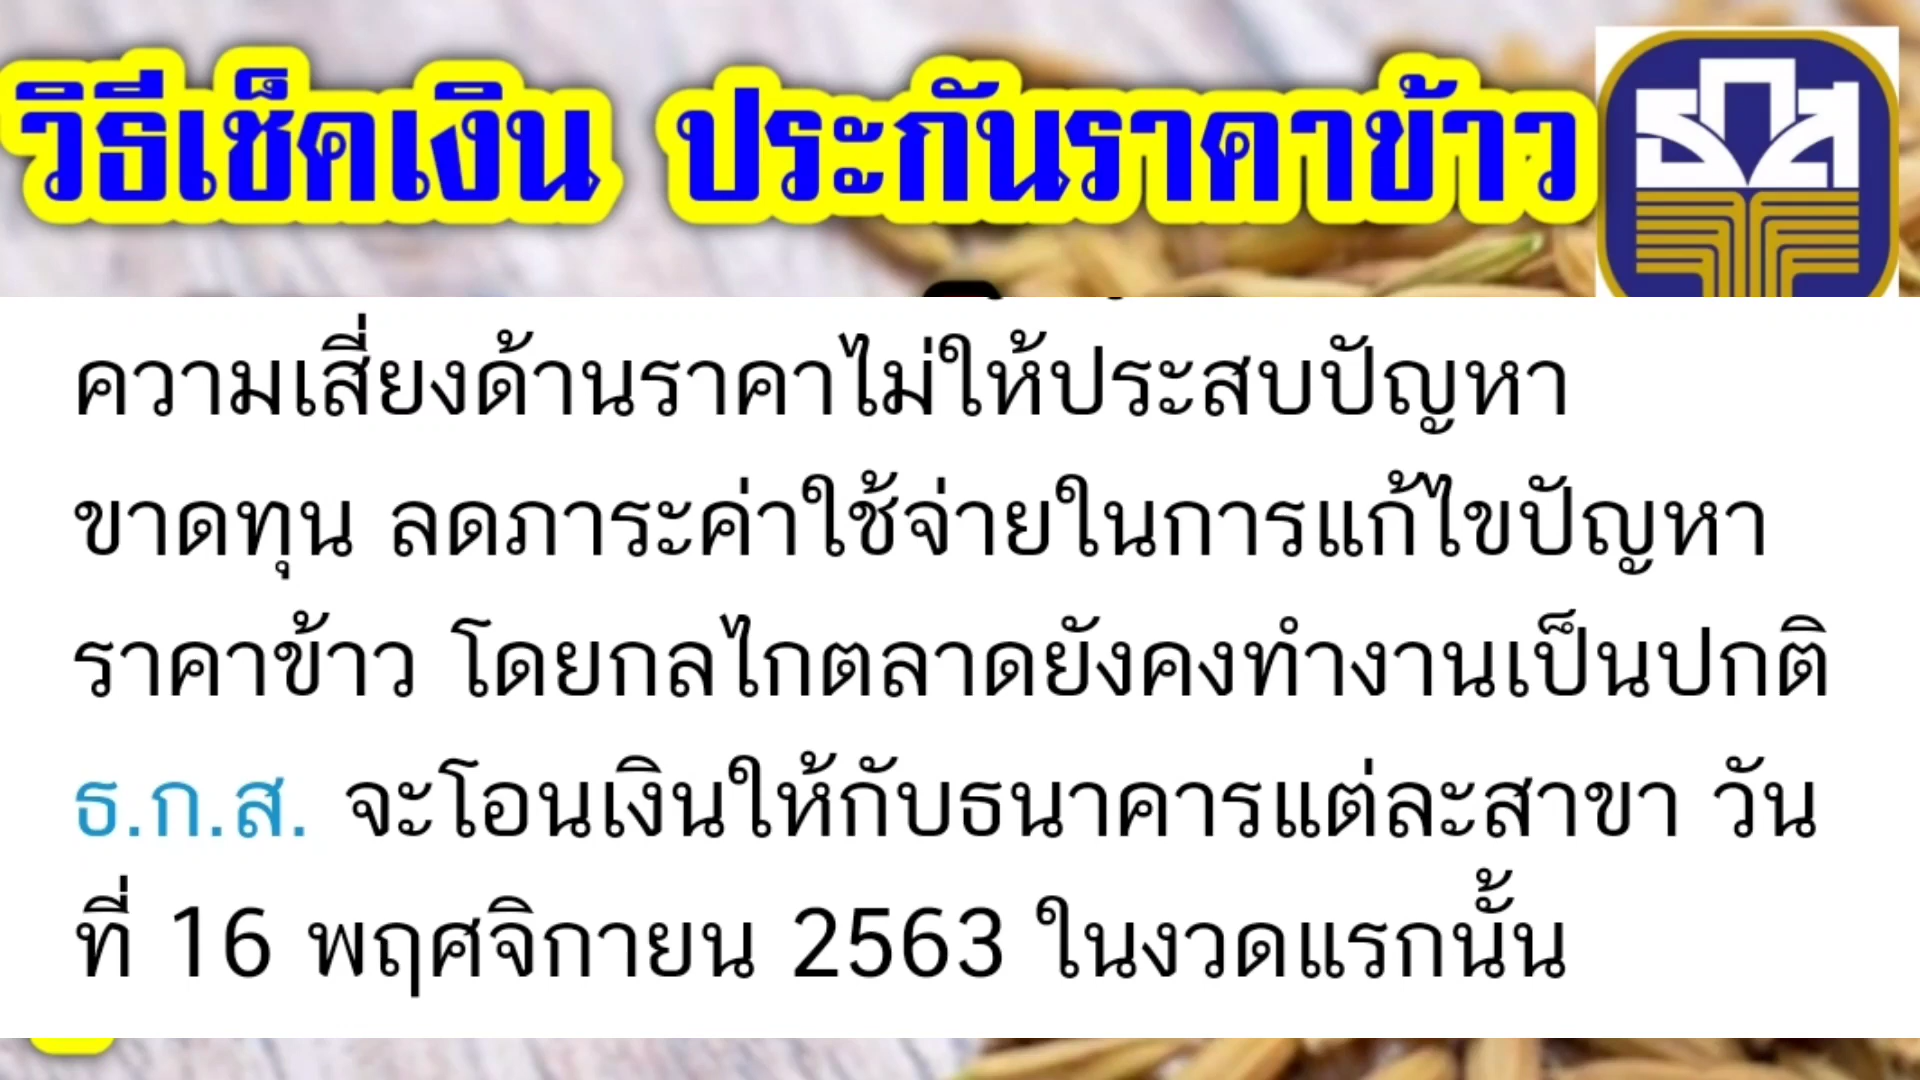 วิธีเช็คเงิน ประกันราคาข้าว
ธกส
ความเสี่ยงด้านราคาไม่ให้ประสบปัญหา
ขาดทุน ลดภาระค่าใช้จ่ายในการแก้ไขปัญหา
ราคาข้าว โดยกลไกตลาดยังคงทำงานเป็นปกติ
ธ.ก.ส. จะโอนเงินให้กับธนาคารแต่ละสาขา วัน
ที่ 16 พฤศจิกายน 2563 ในงวดแรกนั้น